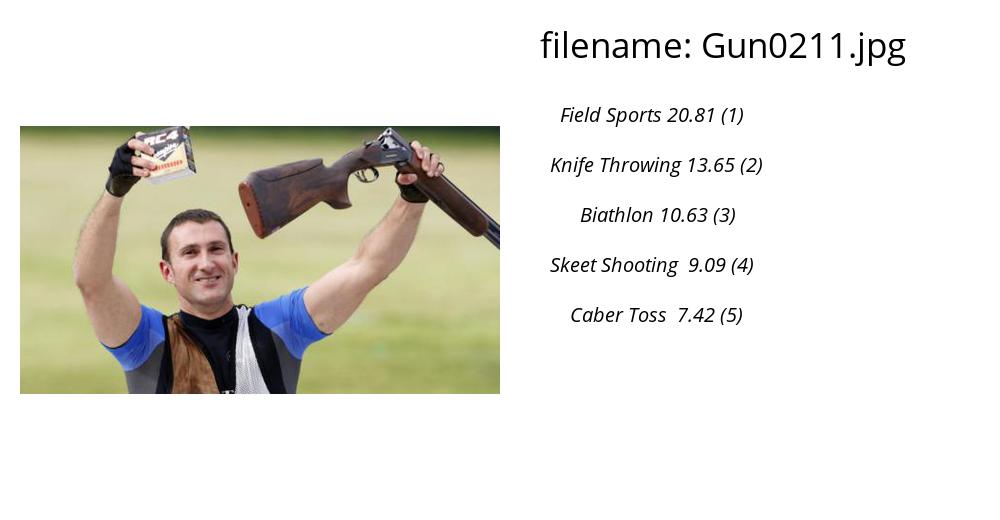 filename: Gun0211.jpg
Field Sports 20.81 (1)
Knife Throwing 13.65 (2)
Biathlon 10.63 (3)
Skeet Shooting 9.09 (4)
Caber Toss 7.42 (5)
RC4